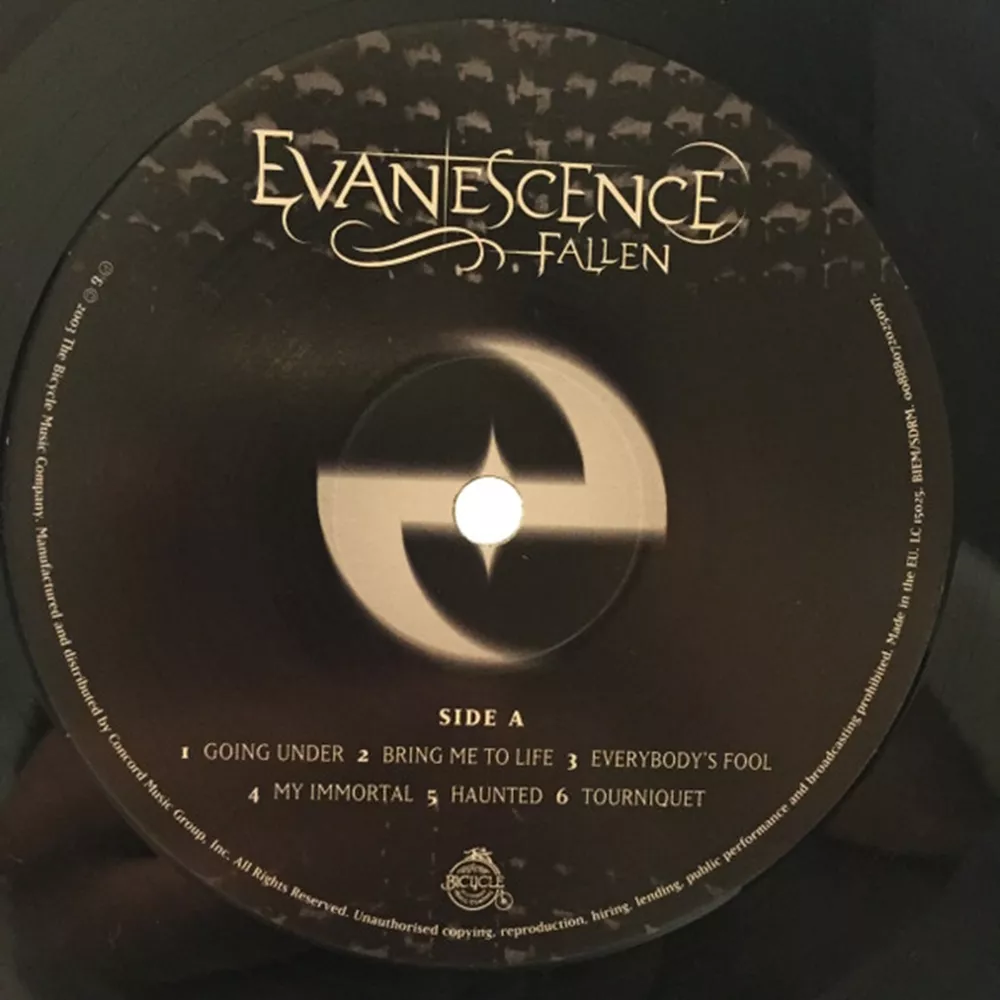 EVANESCENCE
FALLEN
SIDE A
1 GOING UNDER 2 BRING ME TO LIFE 3 EVERYBODY'S FOOL
4 MY IMMORTAL 5 HAUNTED 6 TOURNIQUET
BICYCLE
℗ & © 2003 The Bicycle Music Company. Manufactured and distributed by Concord Music Group, Inc. All Rights Reserved. Unauthorised copying, reproduction, hiring, lending, public performance and broadcasting prohibited. Made in the EU. LC 15025. BIEM/SDRM. 00888072025097.